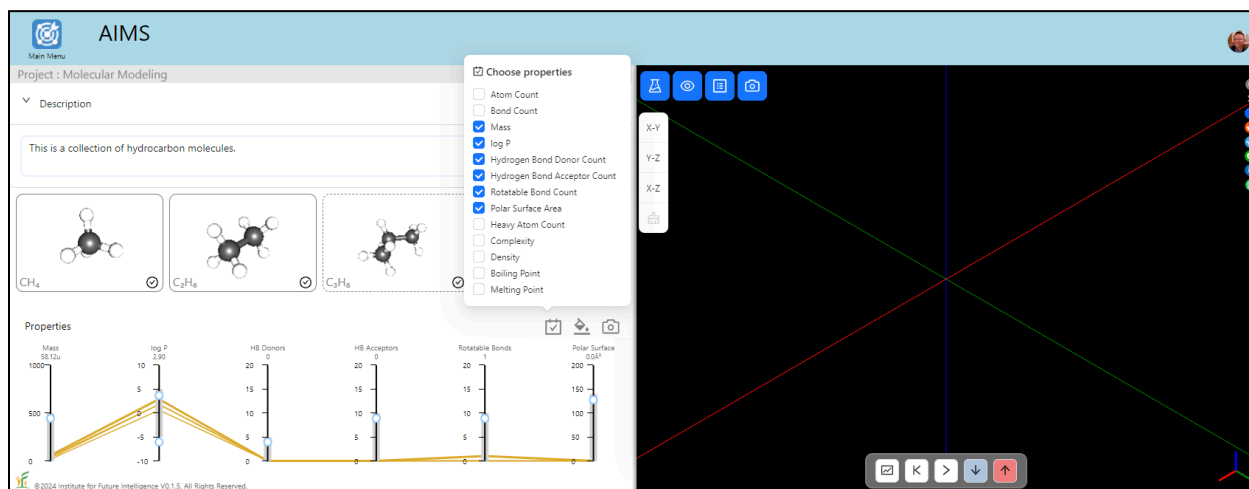 AIMS
Main Menu
Project : Molecular Modeling
Description
This is a collection of hydrocarbon molecules.
Choose properties
Atom Count
Bond Count
Mass
log P
Hydrogen Bond Donor Count
Hydrogen Bond Acceptor Count
Rotatable Bond Count
Polar Surface Area
Heavy Atom Count
Complexity
Density
Boiling Point
Melting Point
CH₄
C₂H₆
C₃H₈
X-Y
Y-Z
X-Z
Properties
Mass log P HB Donors HB Acceptors Rotatable Bonds Polar Surface
58.12u 2.90 0 0 1 0.0Å²
1000 10 20 20 20 200
15 15 15 150
5
500 0 10 10 10 100
-5 5 5 5 50
0 -10 0 0 0 0
©2024 Institute for Future Intelligence V0.1.5. All Rights Reserved.